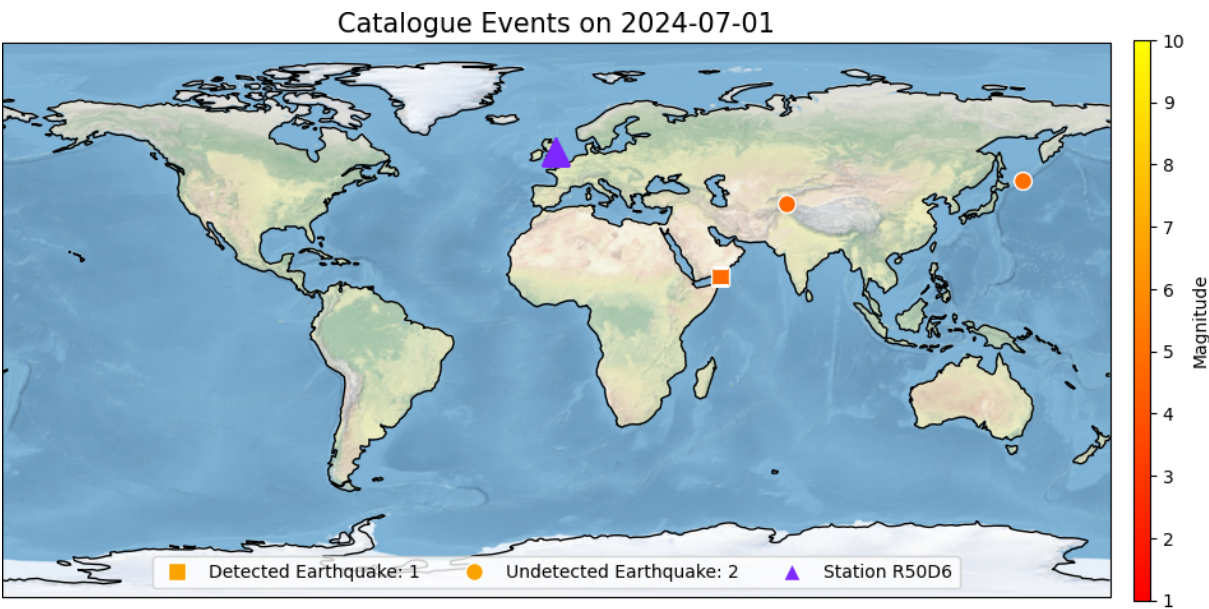 Catalogue Events on 2024-07-01
10
9
8
7
6
5
4
3
2
1
Magnitude
Detected Earthquake: 1
Undetected Earthquake: 2
Station R50D6